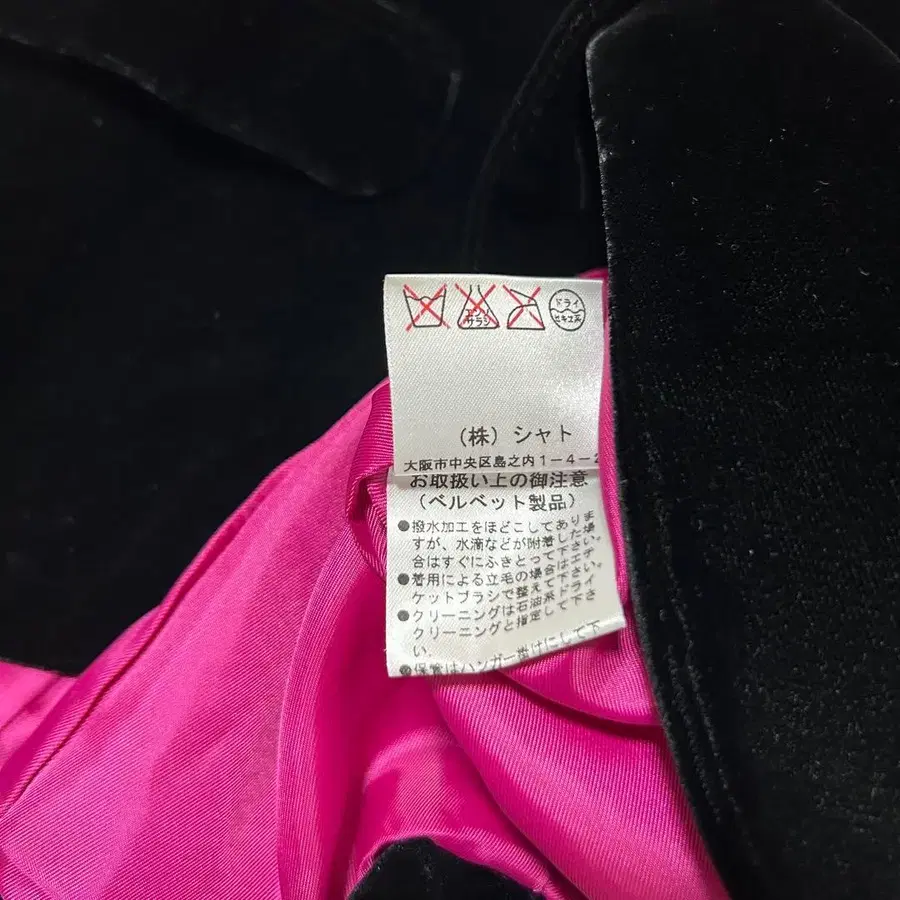 エンソ
サラシ
ドライ
セキユ系
(株) シャト
大阪市中央区島之内1-4-2
お取扱い上の御注意
(ベルベット製品)
●撥水加工をほどこしてありま
すが、水滴などが附着した場
合はすぐにふきとって下さい。
●着用による立毛の場合はエチ
ケットブラシで整えて下さい。
●クリーニングは石油系ドライ
クリーニングと指定して下さ
い。
●保管はハンガー掛けにして下